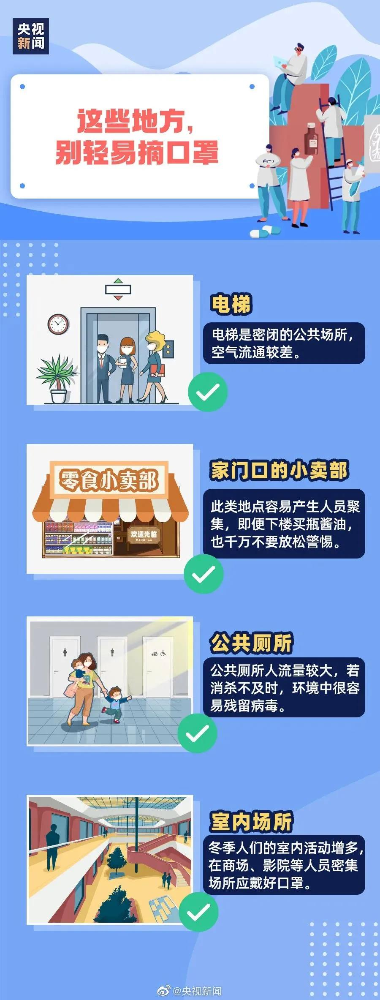 央视
新闻
这些地方,
别轻易摘口罩
电梯
电梯是密闭的公共场所，
空气流通较差。
零食小卖部
欢迎光临
家门口的小卖部
此类地点容易产生人员聚
集，即便下楼买瓶酱油，
也千万不要放松警惕。
公共厕所
公共厕所人流量较大，若
消杀不及时，环境中很容
易残留病毒。
室内场所
冬季人们的室内活动增多，
在商场、影院等人员密集
场所应戴好口罩。
@央视新闻